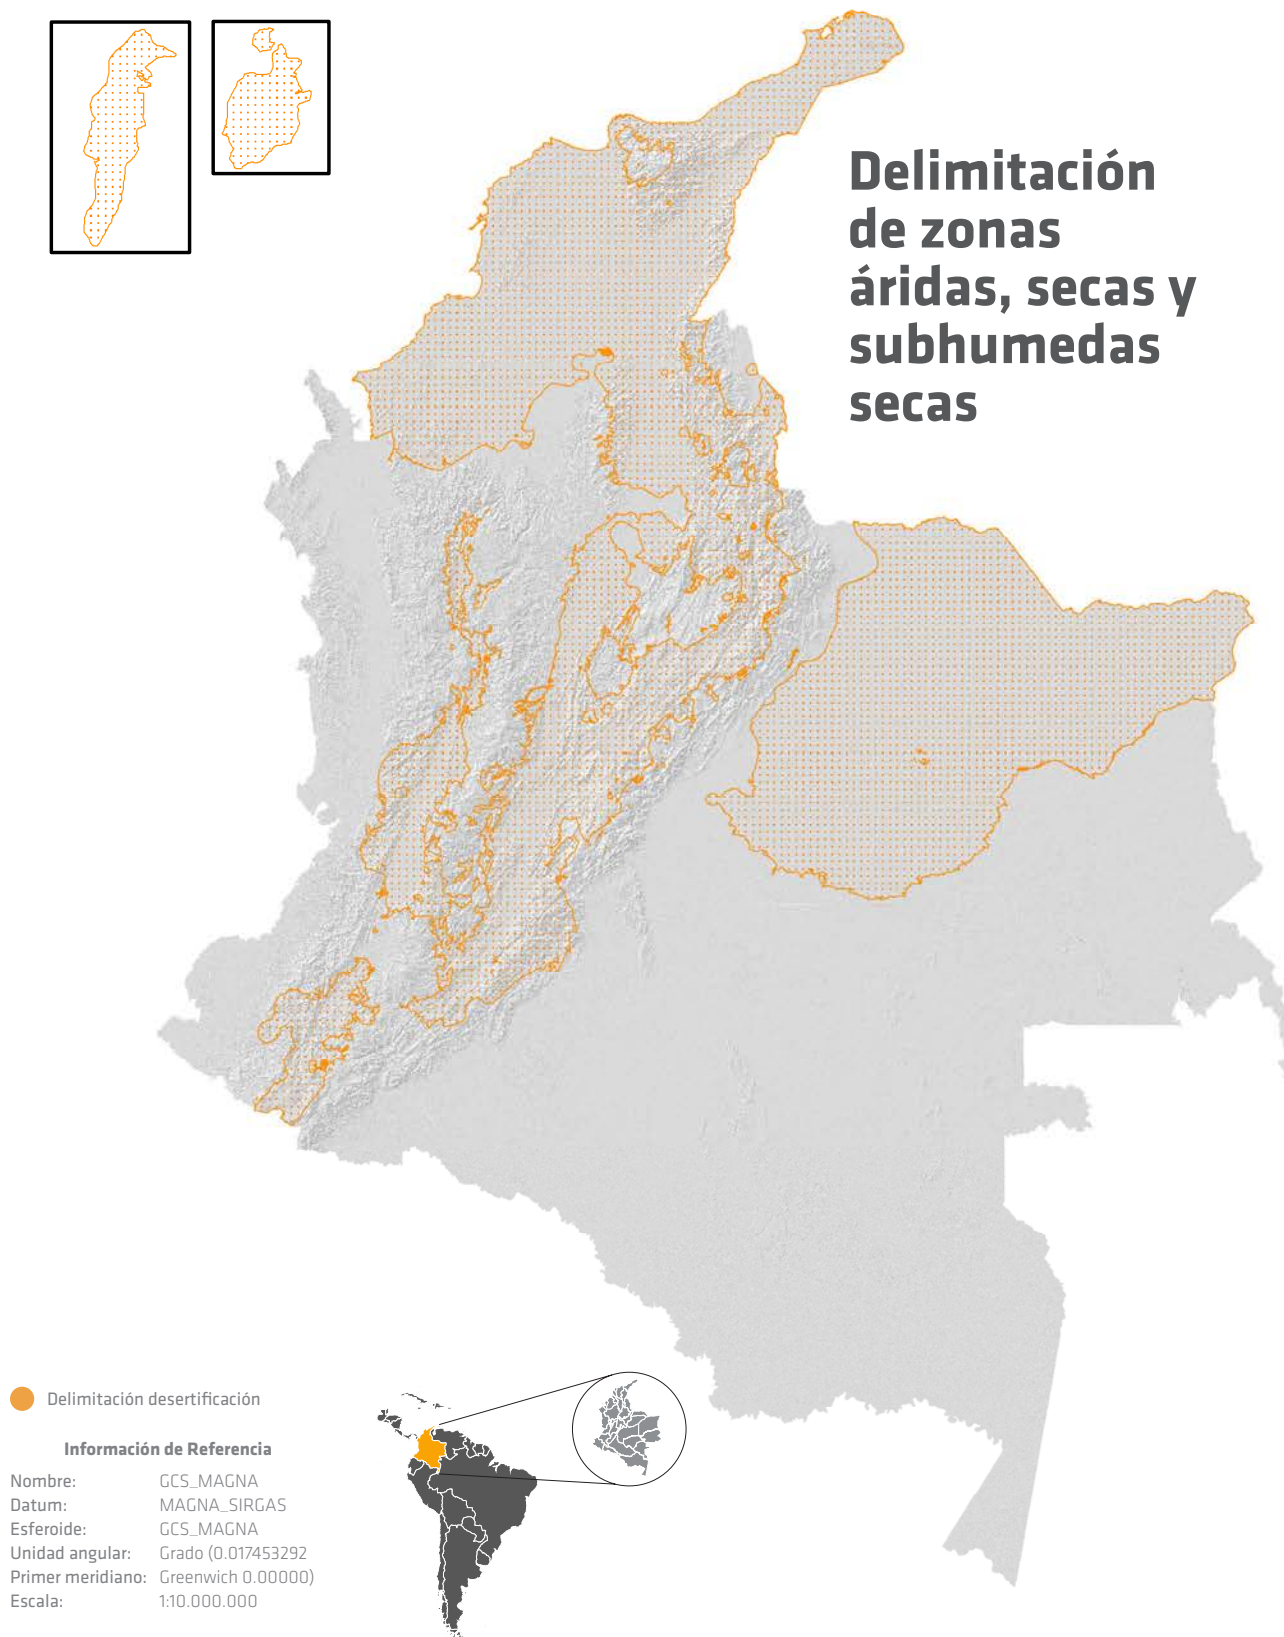 Delimitación
de zonas
áridas, secas y
subhumedas
secas
Delimitación desertificación
Información de Referencia
Nombre: GCS_MAGNA
Datum: MAGNA_SIRGAS
Esferoide: GCS_MAGNA
Unidad angular: Grado (0.017453292
Primer meridiano: Greenwich 0.00000)
Escala: 1:10.000.000